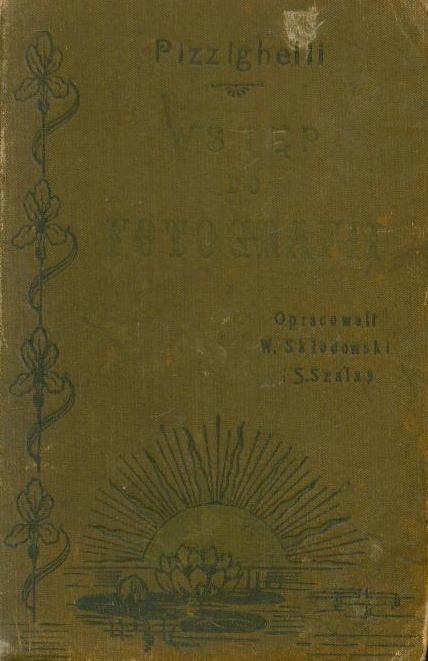 Pizzighelli
WSTĘP
DO
FOTOGRAFII
Opracowali
W. Skłodowski
i S. Szalay